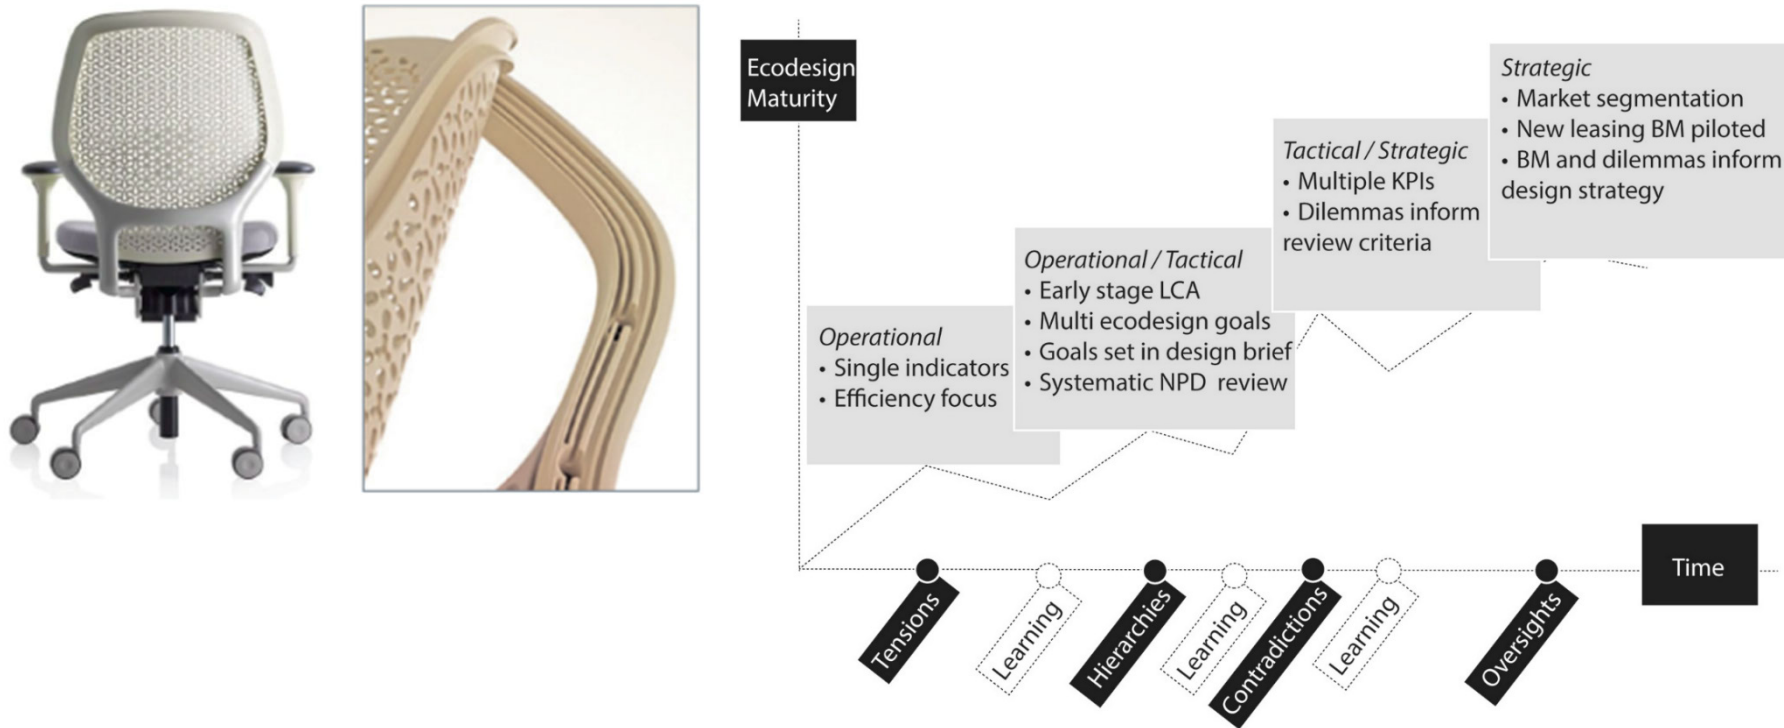 Ecodesign
Maturity
Operational
• Single indicators
• Efficiency focus
Operational / Tactical
• Early stage LCA
• Multi ecodesign goals
• Goals set in design brief
• Systematic NPD review
Tactical / Strategic
• Multiple KPIs
• Dilemmas inform
review criteria
Strategic
• Market segmentation
• New leasing BM piloted
• BM and dilemmas inform
design strategy
Tensions
Learning
Hierarchies
Learning
Contradictions
Learning
Oversights
Time